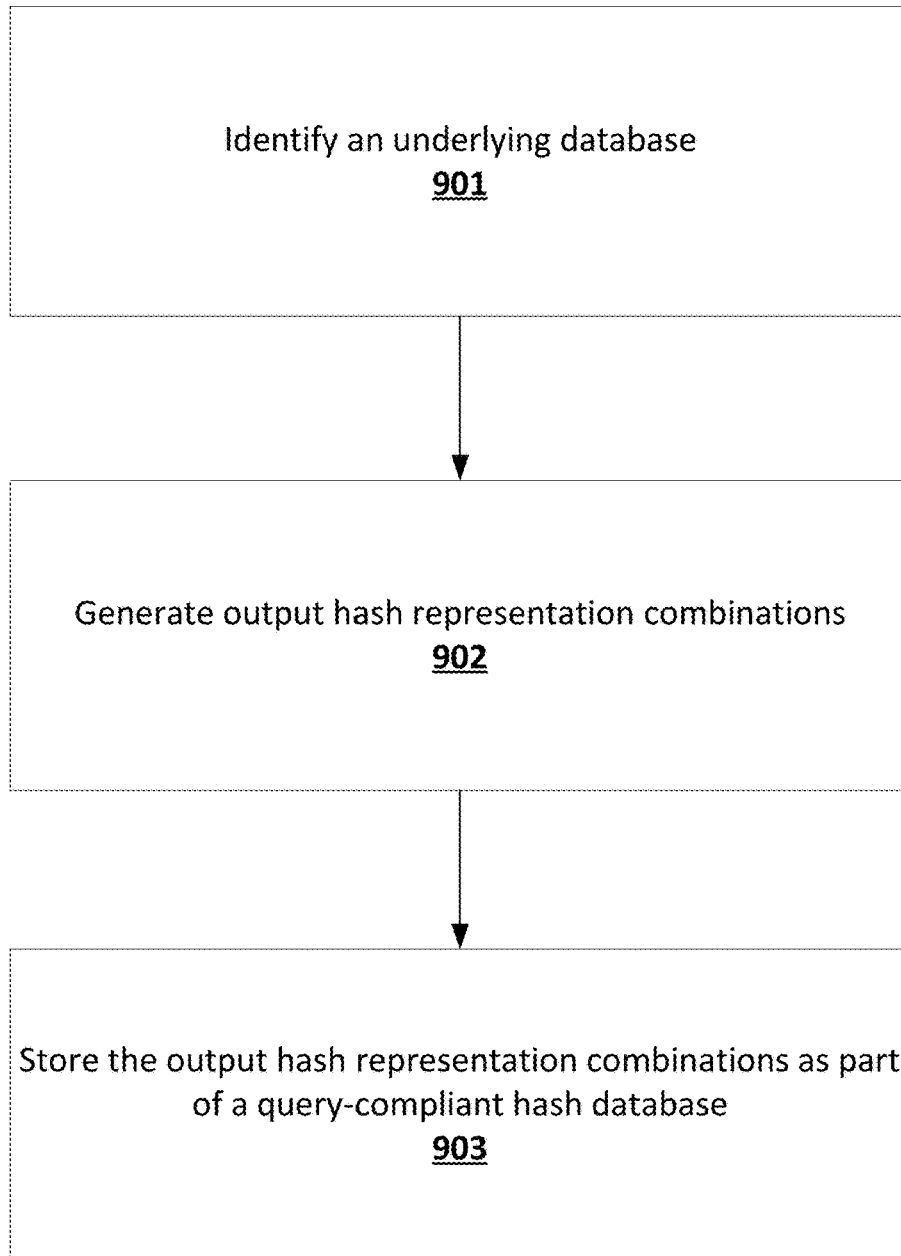 Identify an underlying database
901
Generate output hash representation combinations
902
Store the output hash representation combinations as part
of a query-compliant hash database
903